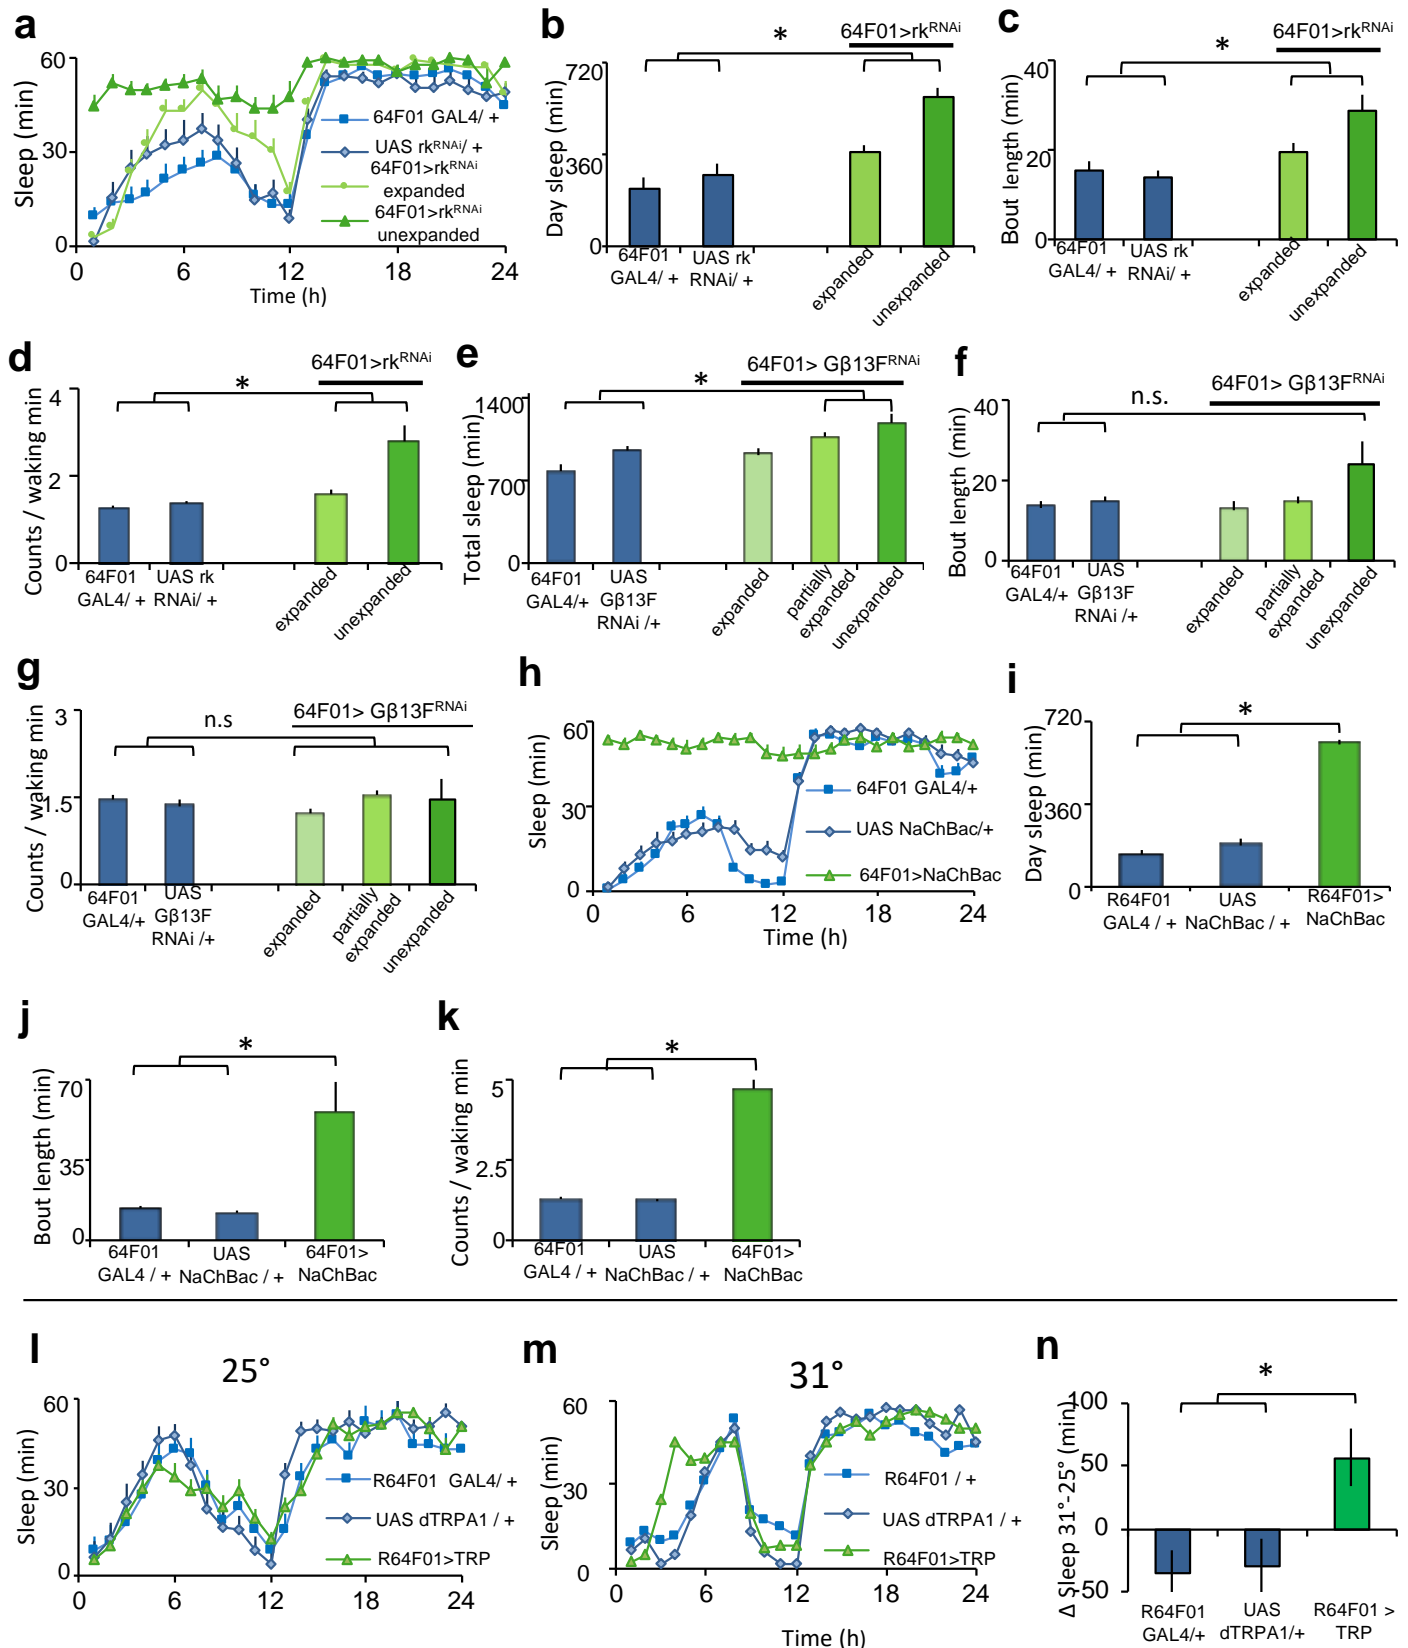 a
Sleep (min)
60
30
0
0
6
12
18
24
Time (h)
64F01 GAL4/ +
UAS rkRNAi/ +
64F01>rkRNAi
expanded
64F01>rkRNAi
unexpanded
b
64F01>rkRNAi
*
Day sleep (min)
720
360
0
64F01
GAL4/ +
UAS rk
RNAi/ +
expanded
unexpanded
c
64F01>rkRNAi
*
Bout length (min)
40
20
0
64F01
GAL4/ +
UAS rk
RNAi/ +
expanded
unexpanded
d
64F01>rkRNAi
*
Counts / waking min
4
2
0
64F01
GAL4/ +
UAS rk
RNAi/ +
expanded
unexpanded
e
64F01> Gβ13FRNAi
*
Total sleep (min)
1400
700
0
64F01
GAL4/+
UAS
Gβ13F
RNAi/+
expanded
partially
expanded
unexpanded
f
64F01> Gβ13FRNAi
n.s.
Bout length (min)
40
20
0
64F01
GAL4/+
UAS
Gβ13F
RNAi/+
expanded
partially
expanded
unexpanded
g
64F01> Gβ13FRNAi
n.s
Counts / waking min
3
1.5
0
64F01
GAL4/+
UAS
Gβ13F
RNAi /+
expanded
partially
expanded
unexpanded
h
Sleep (min)
60
30
0
0
6
12
18
24
Time (h)
64F01 GAL4/+
UAS NaChBac/+
64F01>NaChBac
i
*
Day sleep (min)
720
360
0
R64F01
GAL4 / +
UAS
NaChBac / +
R64F01>
NaChBac
j
*
Bout length (min)
70
35
0
64F01
GAL4 / +
UAS
NaChBac / +
64F01>
NaChBac
k
*
Counts / waking min
5
2.5
0
64F01
GAL4 / +
UAS
NaChBac / +
64F01>
NaChBac
l
25°
Sleep (min)
60
30
0
0
6
12
18
24
R64F01 GAL4/ +
UAS dTRPA1 / +
R64F01>TRP
m
31°
Sleep (min)
60
30
0
0
6
12
18
24
Time (h)
R64F01 / +
UAS dTRPA1 / +
R64F01>TRP
n
*
Δ Sleep 31°-25° (min)
100
50
0
-50
R64F01
GAL4/+
UAS
dTRPA1/+
R64F01 >
TRP